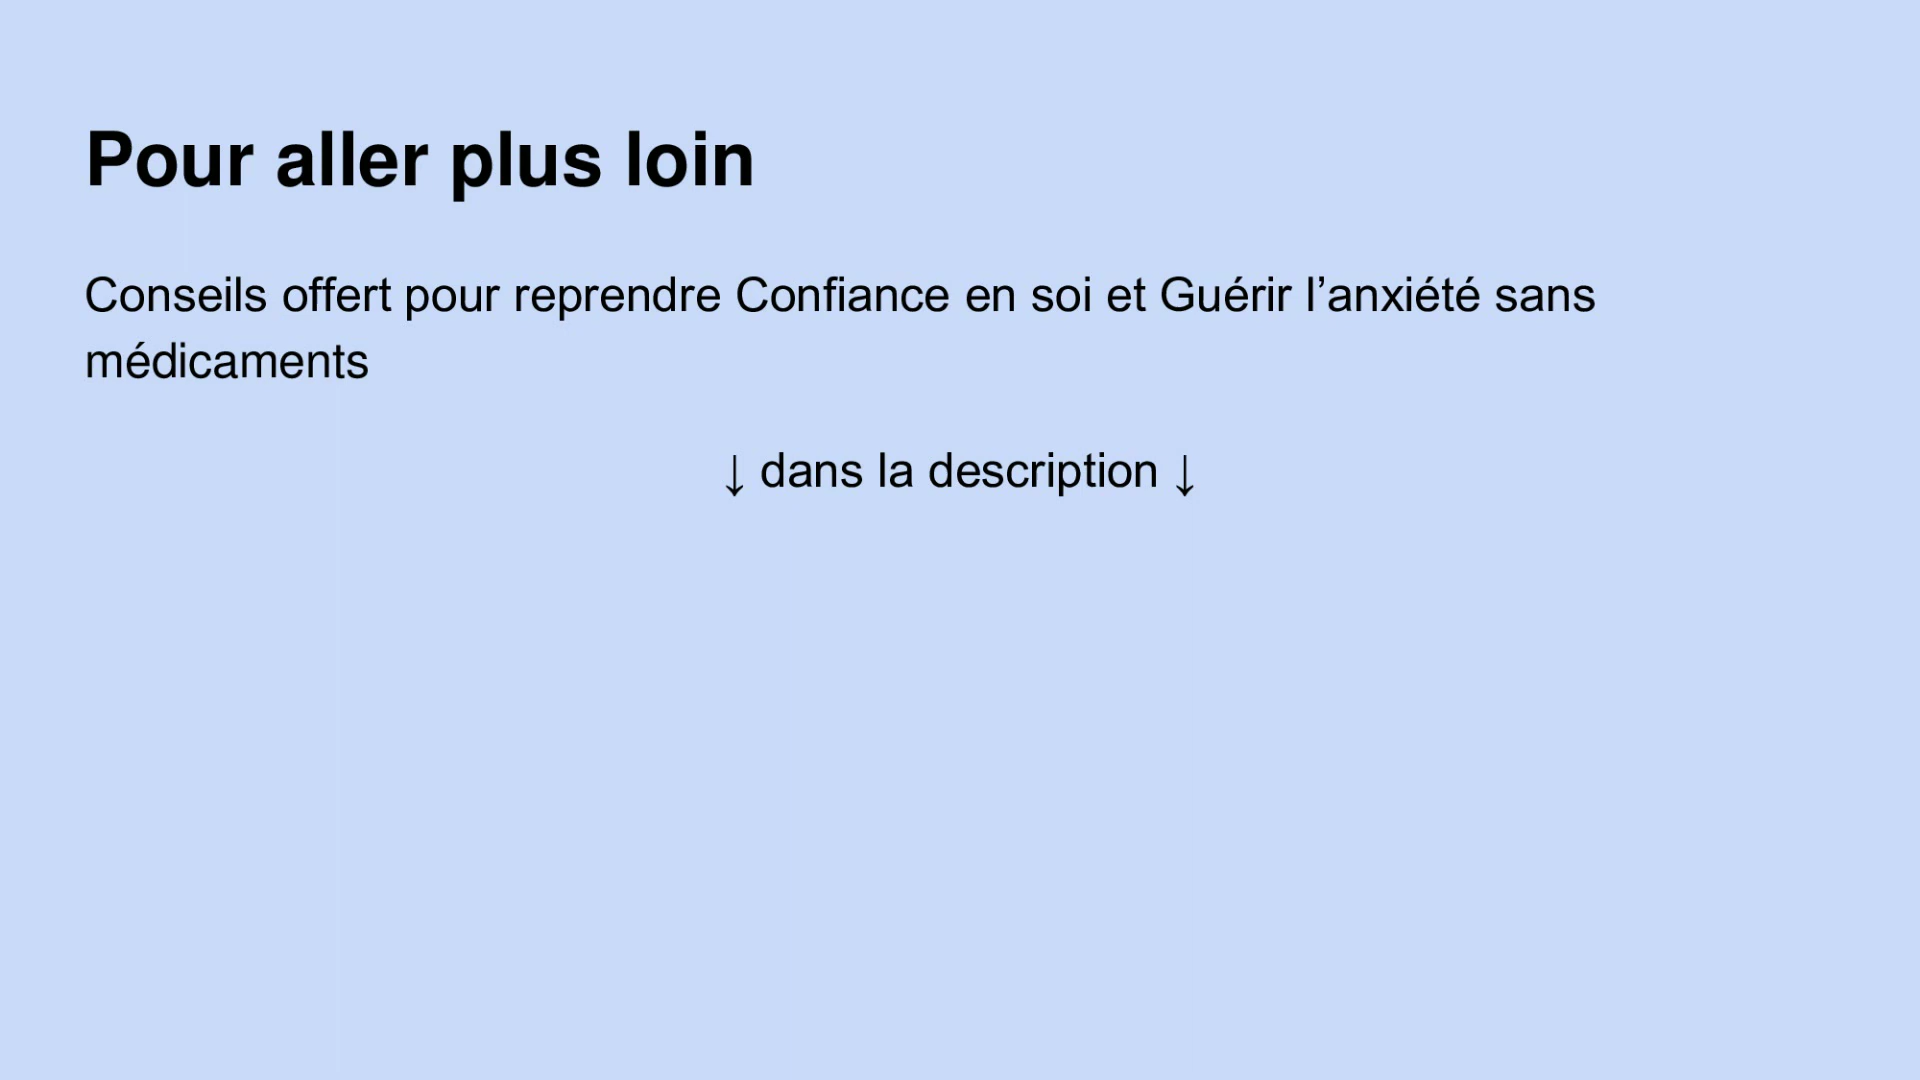 Pour aller plus loin
Conseils offert pour reprendre Confiance en soi et Guérir l’anxiété sans
médicaments
↓ dans la description ↓